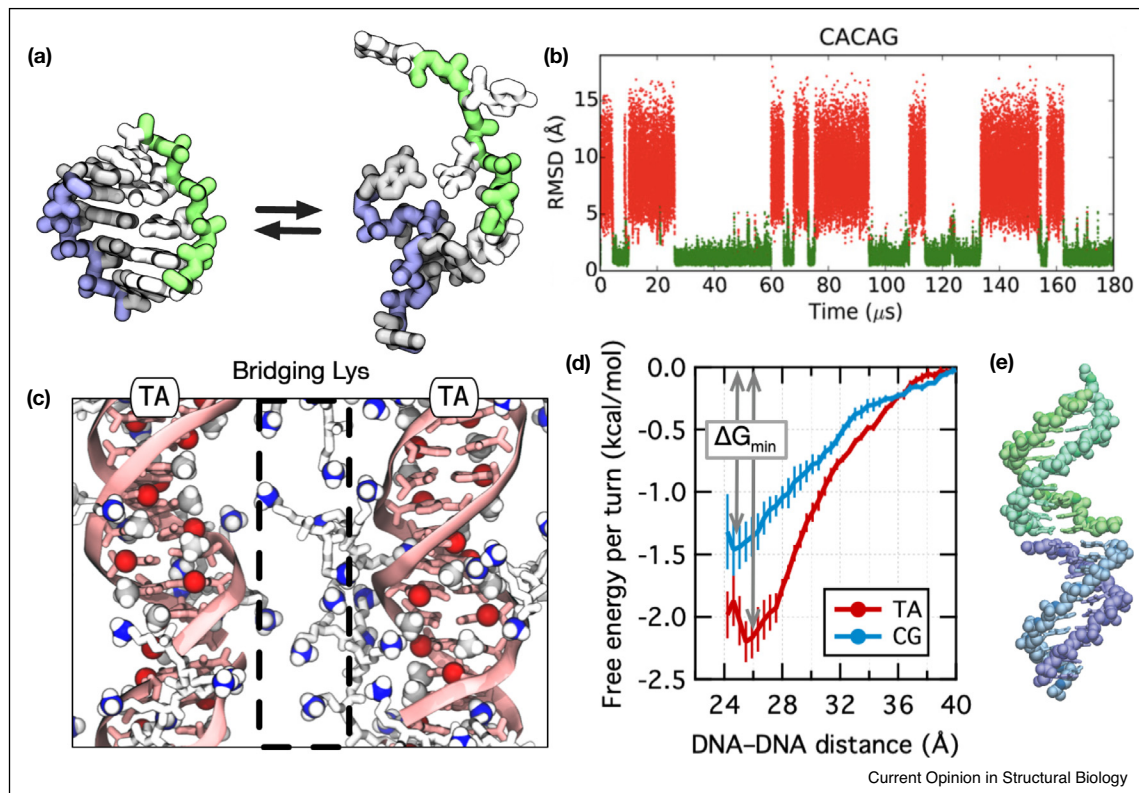 (a)
(b)
CACAG
RMSD (Å)
15
10
5
0
0 20 40 60 80 100 120 140 160 180
Time (μs)
Bridging Lys
(c)
TA
TA
(d)
Free energy per turn (kcal/mol)
0.0
-0.5
-1.0
-1.5
-2.0
-2.5
ΔGmin
TA
CG
24 28 32 36 40
DNA–DNA distance (Å)
(e)
Current Opinion in Structural Biology